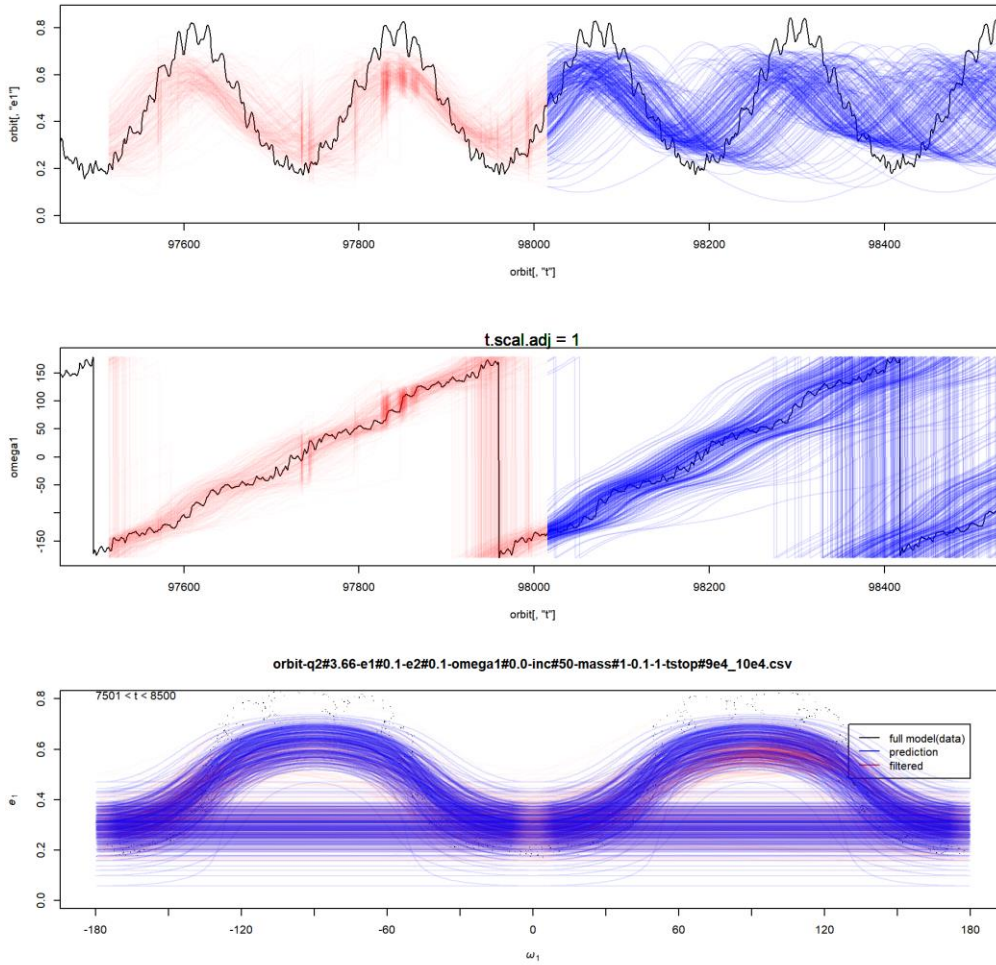 0.8
0.6
0.4
0.2
0.0
orbit[, "e1"]
97600 97800 98000 98200 98400
orbit[, "t"]
t.scal.adj = 1
150
100
50
0
-50
-150
omega1
97600 97800 98000 98200 98400
orbit[, "t"]
orbit-q2#3.66-e1#0.1-e2#0.1-omega1#0.0-inc#50-mass#1-0.1-1-tstop#9e4_10e4.csv
7501 < t < 8500
0.8
0.6
0.4
0.2
0.0
e₁
full model(data)
prediction
filtered
-180 -120 -60 0 60 120 180
ω₁